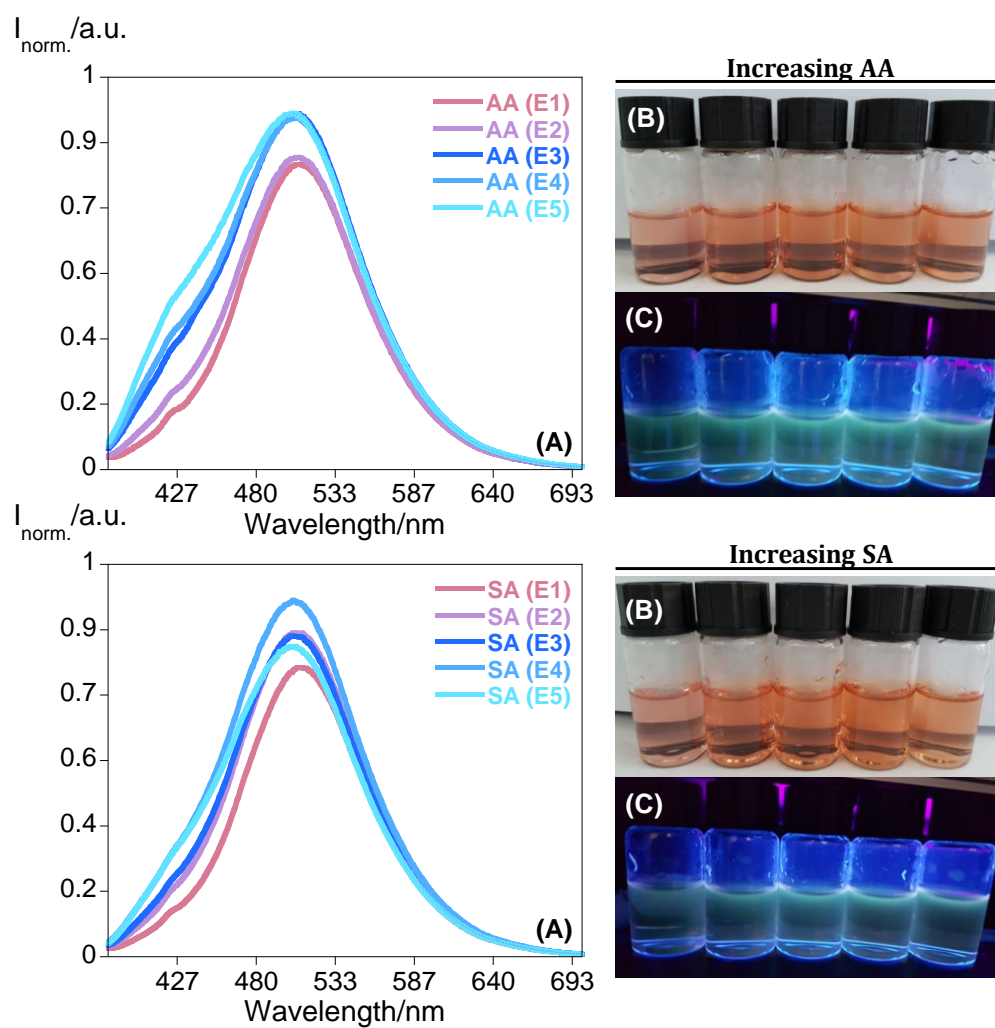 I norm. /a.u.
1
0.9
0.7
0.6
0.4
0.2
0
AA (E1)
AA (E2)
AA (E3)
AA (E4)
AA (E5)
(A)
427 480 533 587 640 693
Wavelength/nm
Increasing AA
(B)
(C)
I norm. /a.u.
1
0.9
0.7
0.6
0.4
0.2
0
SA (E1)
SA (E2)
SA (E3)
SA (E4)
SA (E5)
(A)
427 480 533 587 640 693
Wavelength/nm
Increasing SA
(B)
(C)